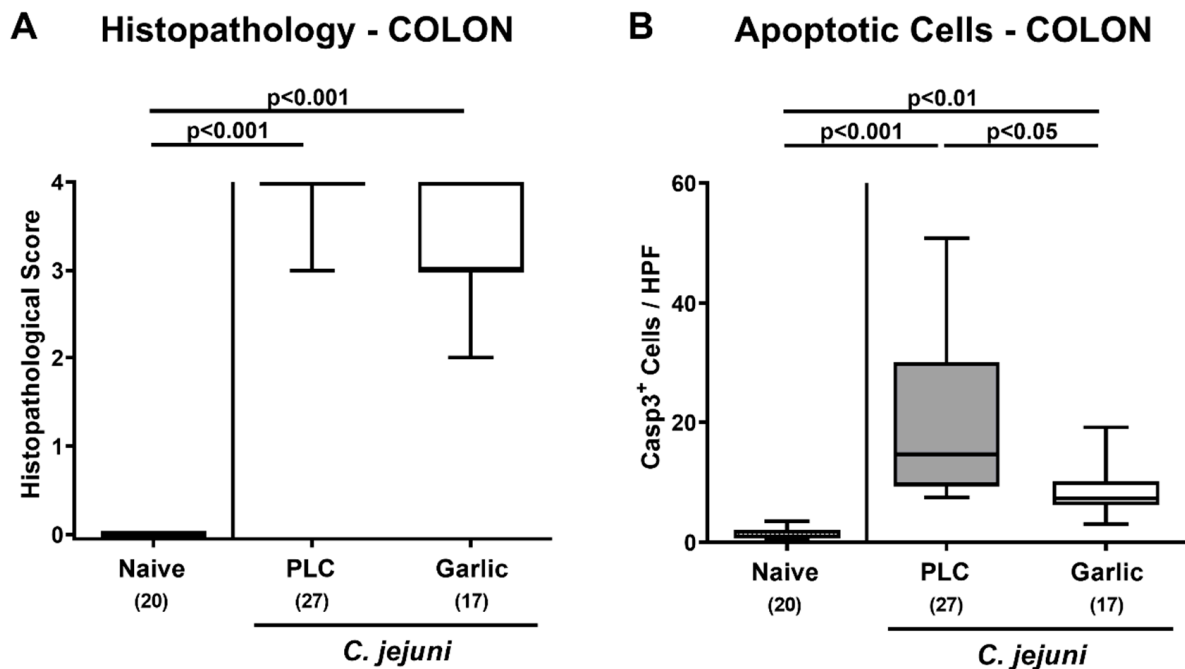 A Histopathology - COLON
p<0.001
p<0.001
Histopathological Score
4
3
2
1
0
Naive PLC Garlic
(20) (27) (17)
C. jejuni
B Apoptotic Cells - COLON
p<0.01
p<0.001 p<0.05
Casp3⁺ Cells / HPF
60
40
20
0
Naive PLC Garlic
(20) (27) (17)
C. jejuni